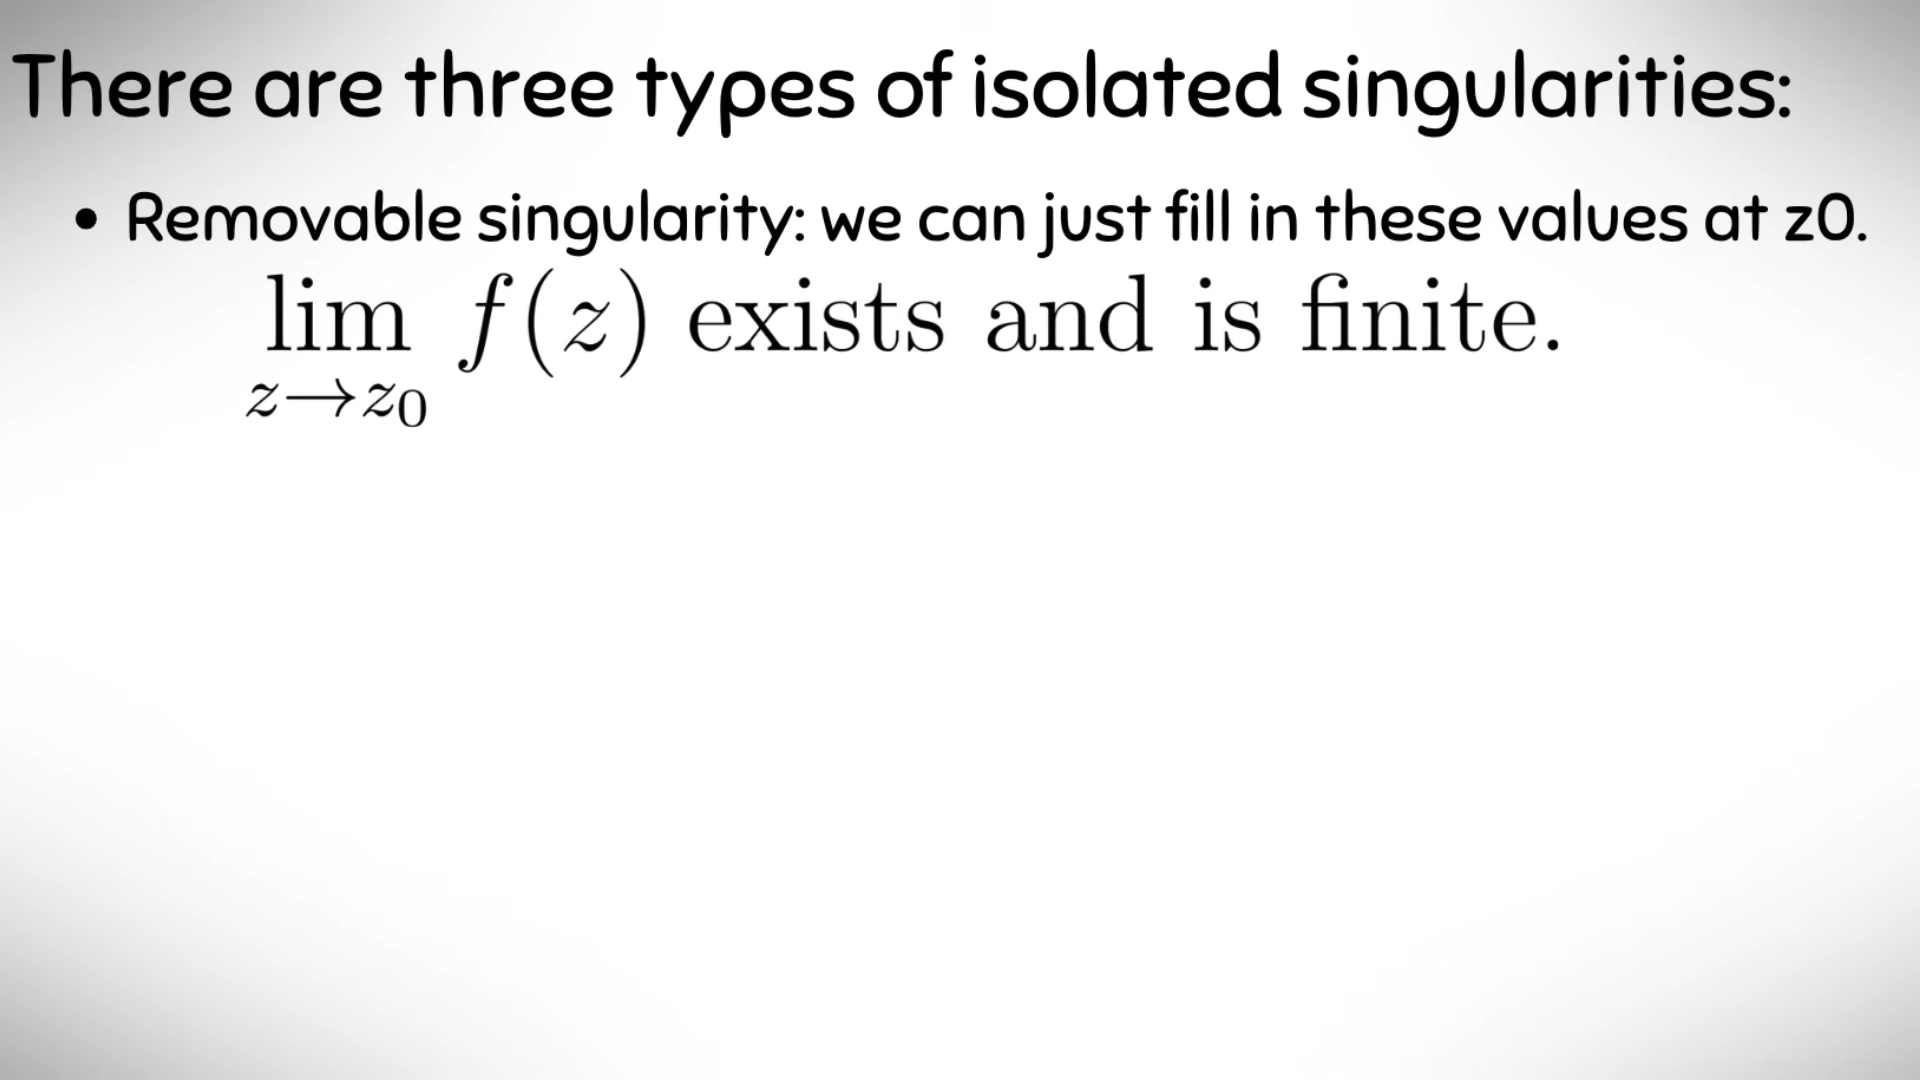 There are three types of isolated singularities:
• Removable singularity: we can just fill in these values at z0.
lim f(z) exists and is finite.
z→z₀